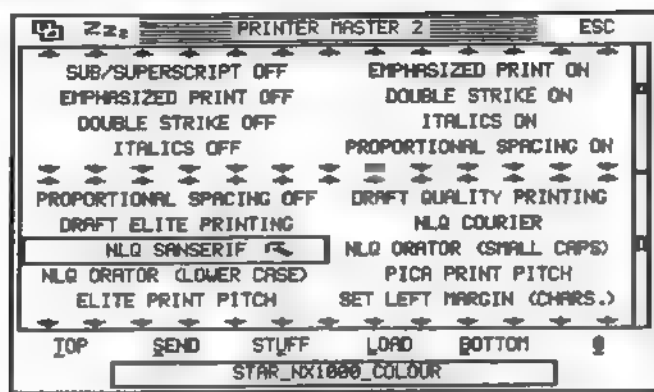 Zzz PRINTER MASTER 2 ESC
SUB/SUPERSCRIPT OFF EMPHASIZED PRINT ON
EMPHASIZED PRINT OFF DOUBLE STRIKE ON
DOUBLE STRIKE OFF ITALICS ON
ITALICS OFF PROPORTIONAL SPACING ON
PROPORTIONAL SPACING OFF DRAFT QUALITY PRINTING
DRAFT ELITE PRINTING NLQ COURIER
NLQ SANSERIF NLQ ORATOR (SMALL CAPS)
NLQ ORATOR (LOWER CASE) PICA PRINT PITCH
ELITE PRINT PITCH SET LEFT MARGIN (CHARS.)
TOP SEND STUFF LOAD BOTTOM
STAR_NX1000_COLOUR